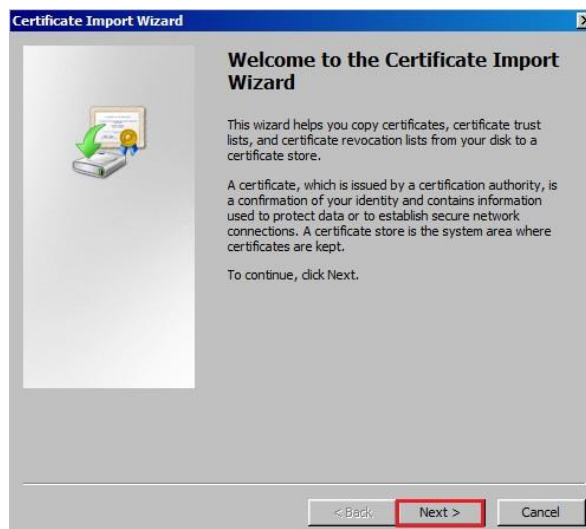 Certificate Import Wizard
Welcome to the Certificate Import
Wizard
This wizard helps you copy certificates, certificate trust
lists, and certificate revocation lists from your disk to a
certificate store.
A certificate, which is issued by a certification authority, is
a confirmation of your identity and contains information
used to protect data or to establish secure network
connections. A certificate store is the system area where
certificates are kept.
To continue, click Next.
< Back Next > Cancel